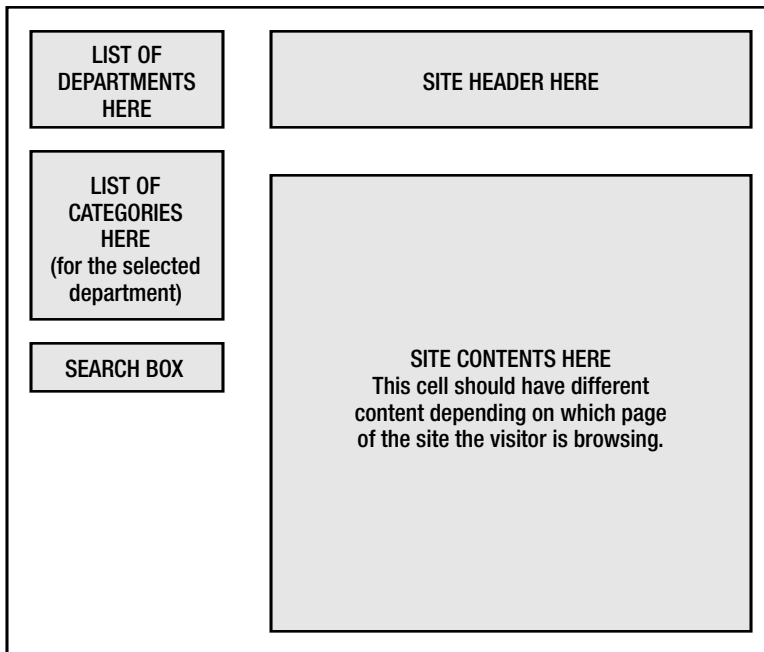 LIST OF
DEPARTMENTS
HERE
SITE HEADER HERE
LIST OF
CATEGORIES
HERE
(for the selected
department)
SEARCH BOX
SITE CONTENTS HERE
This cell should have different
content depending on which page
of the site the visitor is browsing.